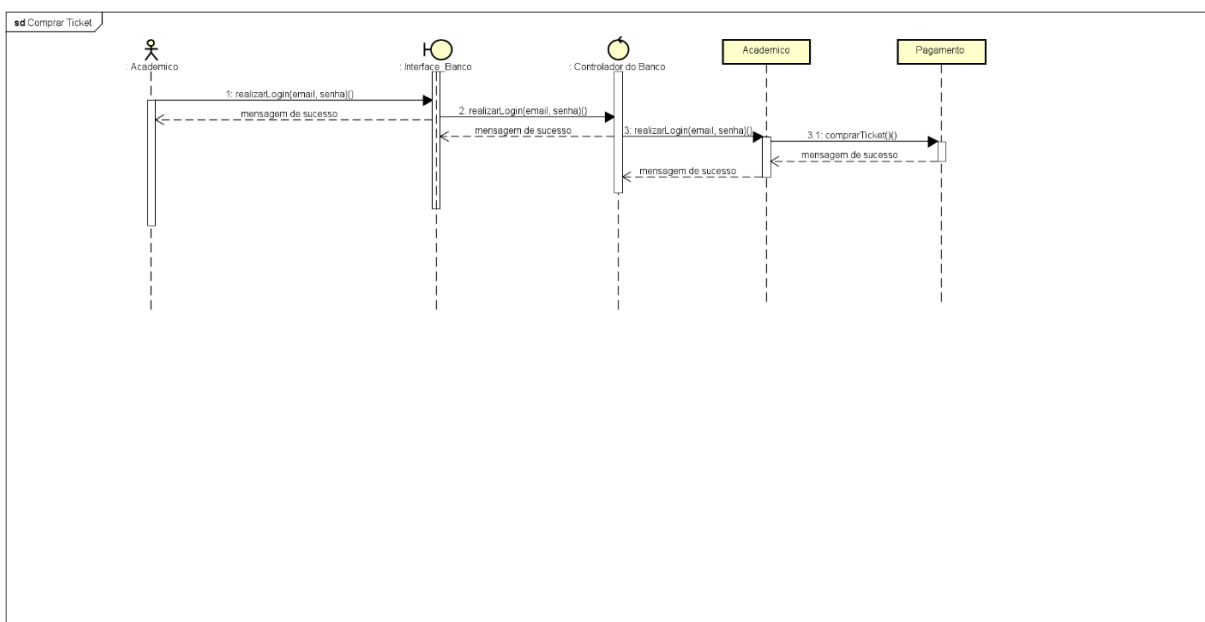 sd Comprar Ticket
: Academico
: Interface_Banco
: Controlador do Banco
Academico
Pagamento
1: realizarLogin(email, senha)()
mensagem de sucesso
2: realizarLogin(email, senha)()
mensagem de sucesso
3: realizarLogin(email, senha)()
3.1: comprarTicket()()
mensagem de sucesso
mensagem de sucesso